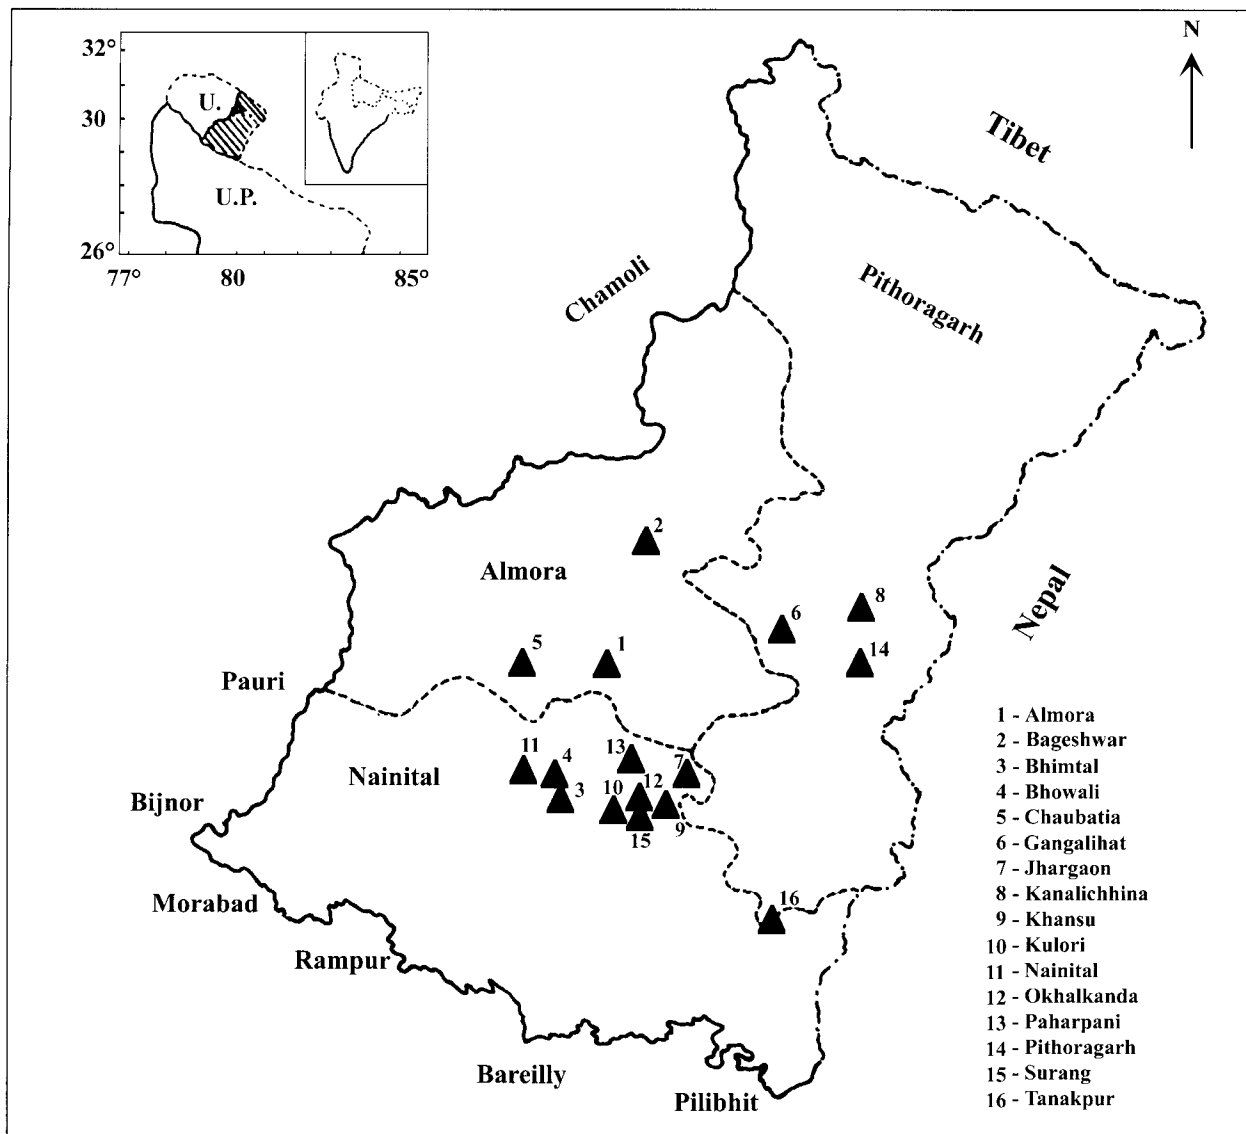 N
32°
30
26°
77°
80
85°
U.
U.P.
Tibet
Chamoli
Pithoragarh
Nepal
2
Almora
8
6
5
1
14
Pauri
Nainital
11
4
13
7
3
10
12
9
15
Bijnor
Morabad
16
Rampur
Bareilly
Pilibhit
1 - Almora
2 - Bageshwar
3 - Bhimtal
4 - Bhowali
5 - Chaubatia
6 - Gangalihat
7 - Jhargaon
8 - Kanalichhina
9 - Khansu
10 - Kulori
11 - Nainital
12 - Okhalkanda
13 - Paharpani
14 - Pithoragarh
15 - Surang
16 - Tanakpur